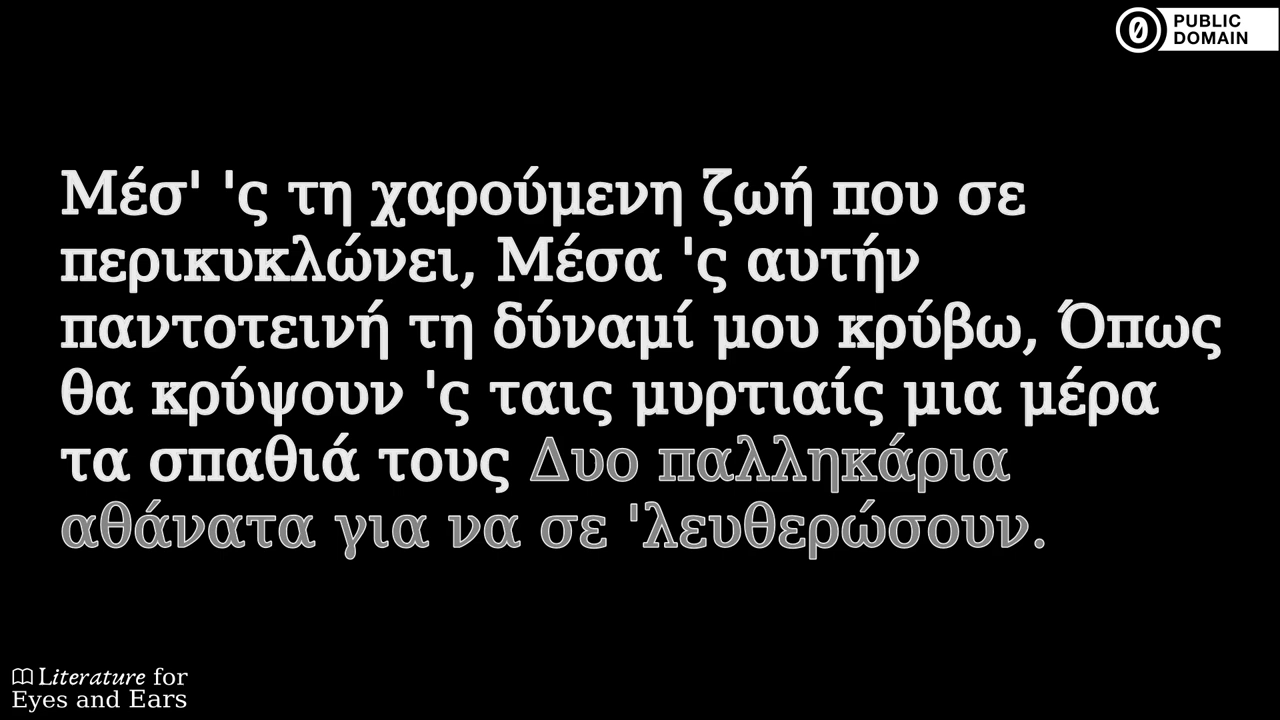 PUBLIC
DOMAIN
Μέσ' 'ς τη χαρούμενη ζωή που σε
περικυκλώνει, Μέσα 'ς αυτήν
παντοτεινή τη δύναμί μου κρύβω, Όπως
θα κρύψουν 'ς ταις μυρτιαίς μια μέρα
τα σπαθιά τους Δυο παλληκάρια
αθάνατα για να σε 'λευθερώσουν.
Literature for
Eyes and Ears